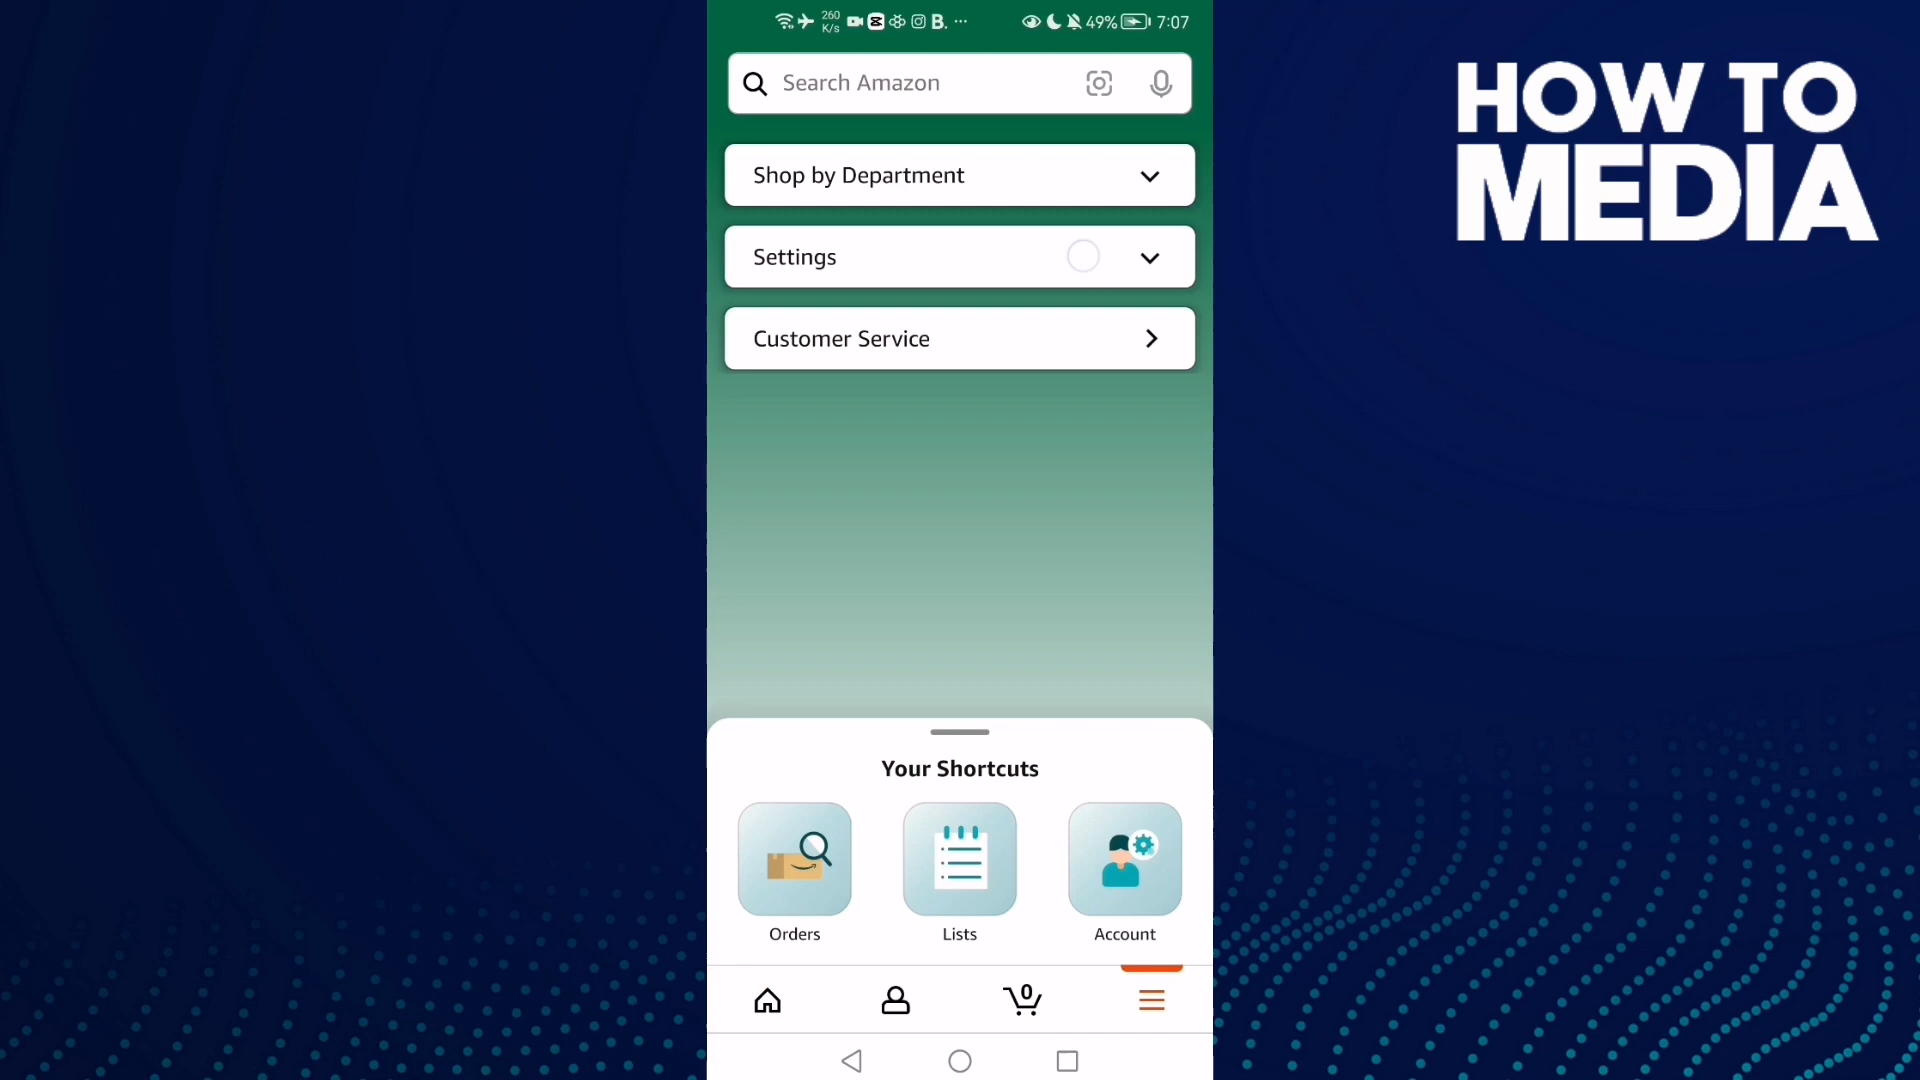 260
K/s
B.
49%
7:07
Search Amazon
Shop by Department
Settings
Customer Service
Your Shortcuts
Orders
Lists
Account
0
HOW TO
MEDIA